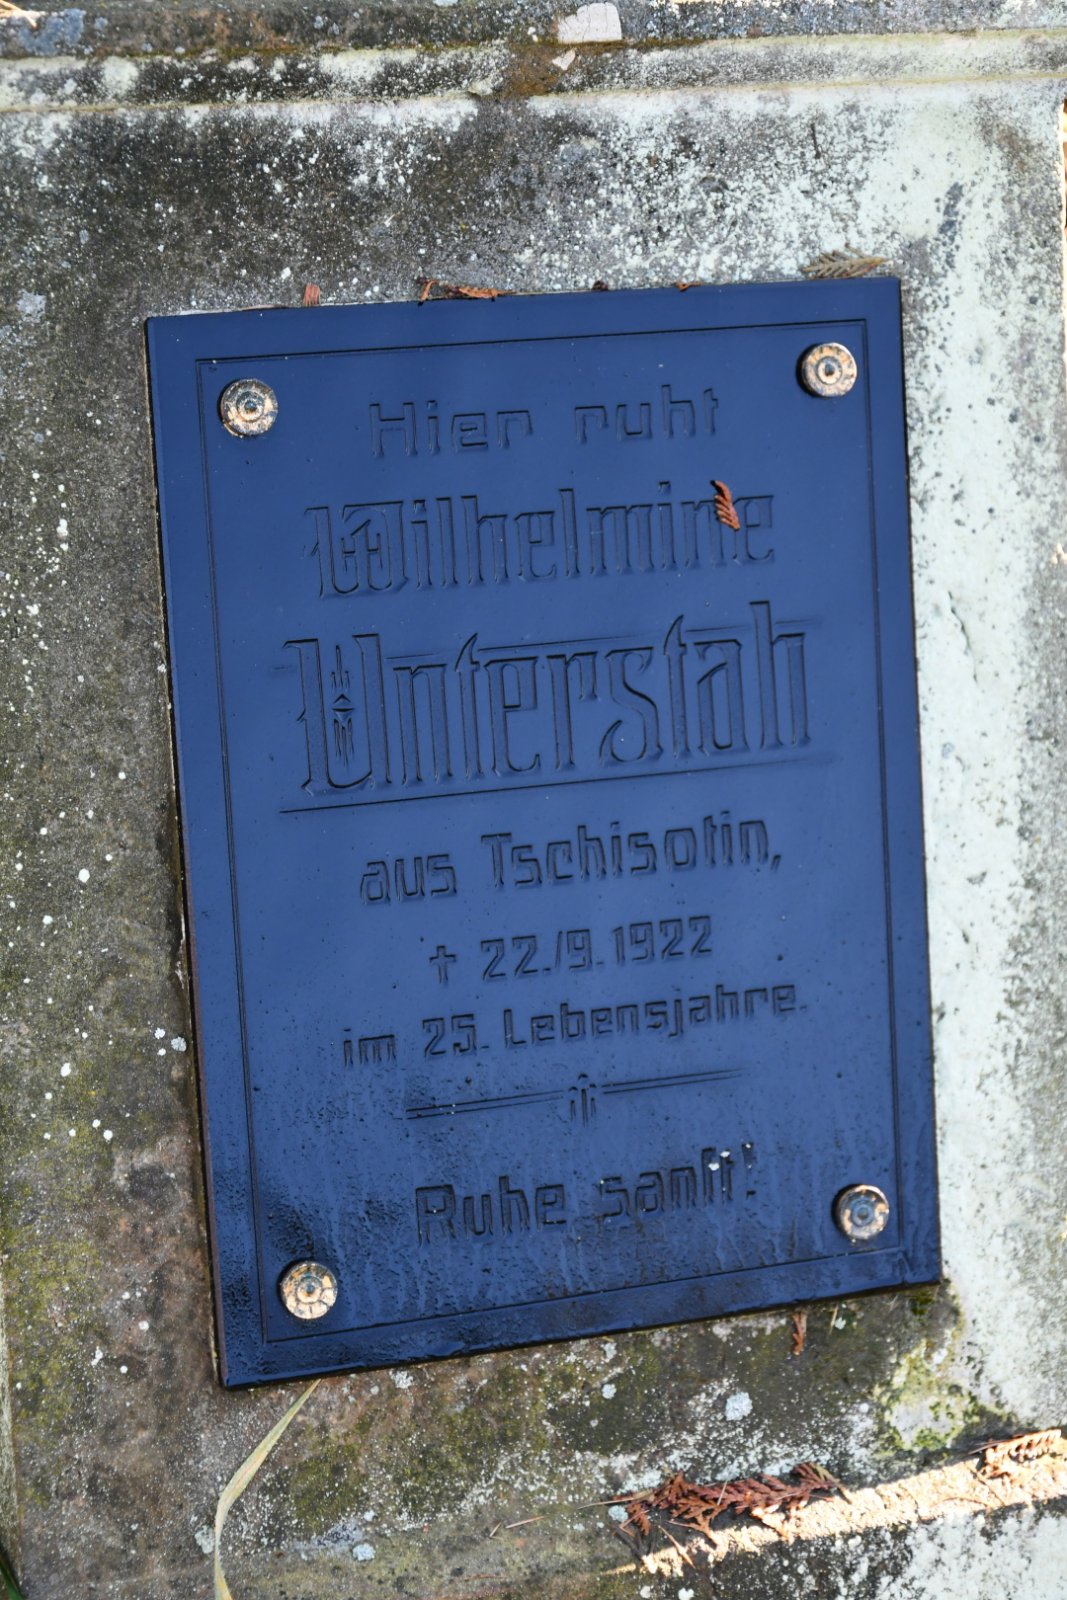 Hier ruht
Wilhelmine
Unterstab
aus Tschisotin,
† 22./9. 1922
im 25. Lebensjahre.
Ruhe sanft!